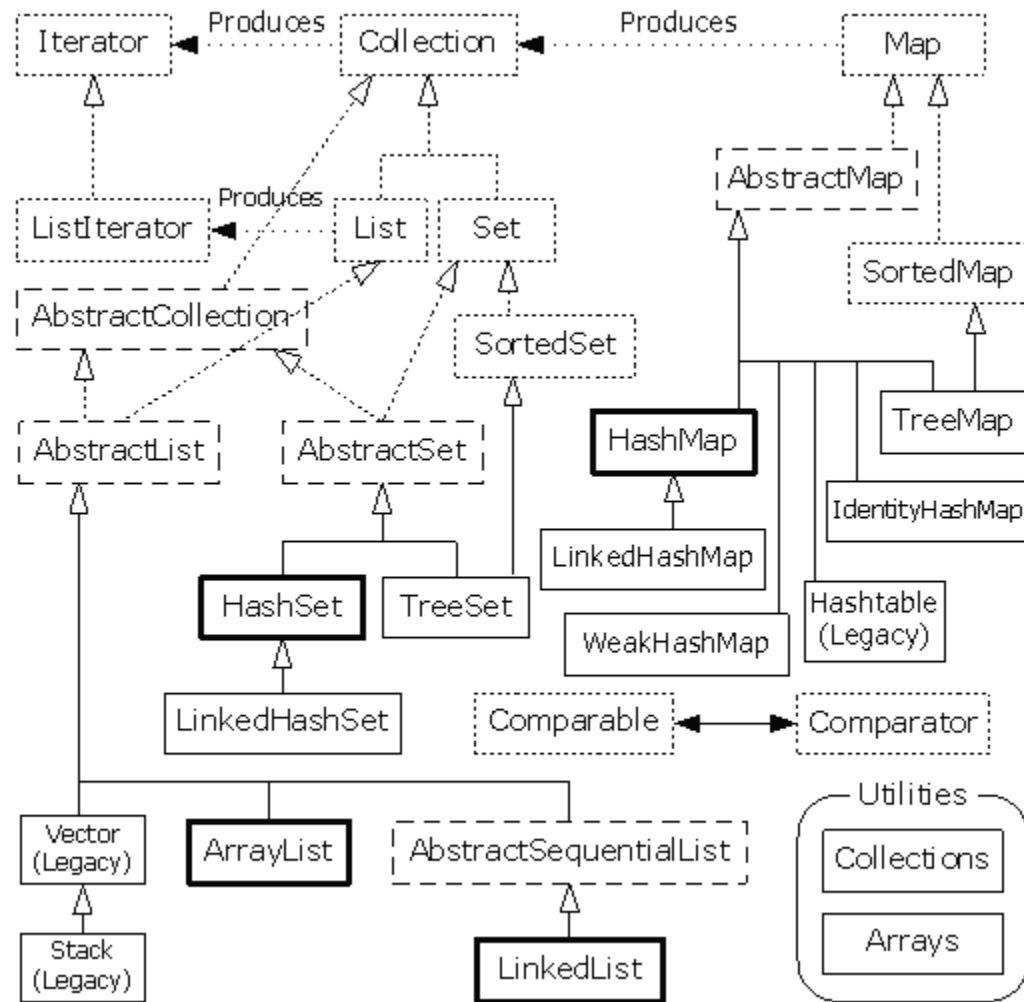 Iterator
Produces
Collection
Produces
Map
AbstractMap
ListIterator
Produces
List
Set
SortedMap
AbstractCollection
SortedSet
TreeMap
AbstractList
AbstractSet
HashMap
IdentityHashMap
LinkedHashMap
HashSet
TreeSet
Hashtable
(Legacy)
WeakHashMap
LinkedHashSet
Comparable
Comparator
Utilities
Vector
(Legacy)
ArrayList
AbstractSequentialList
Collections
Stack
(Legacy)
LinkedList
Arrays